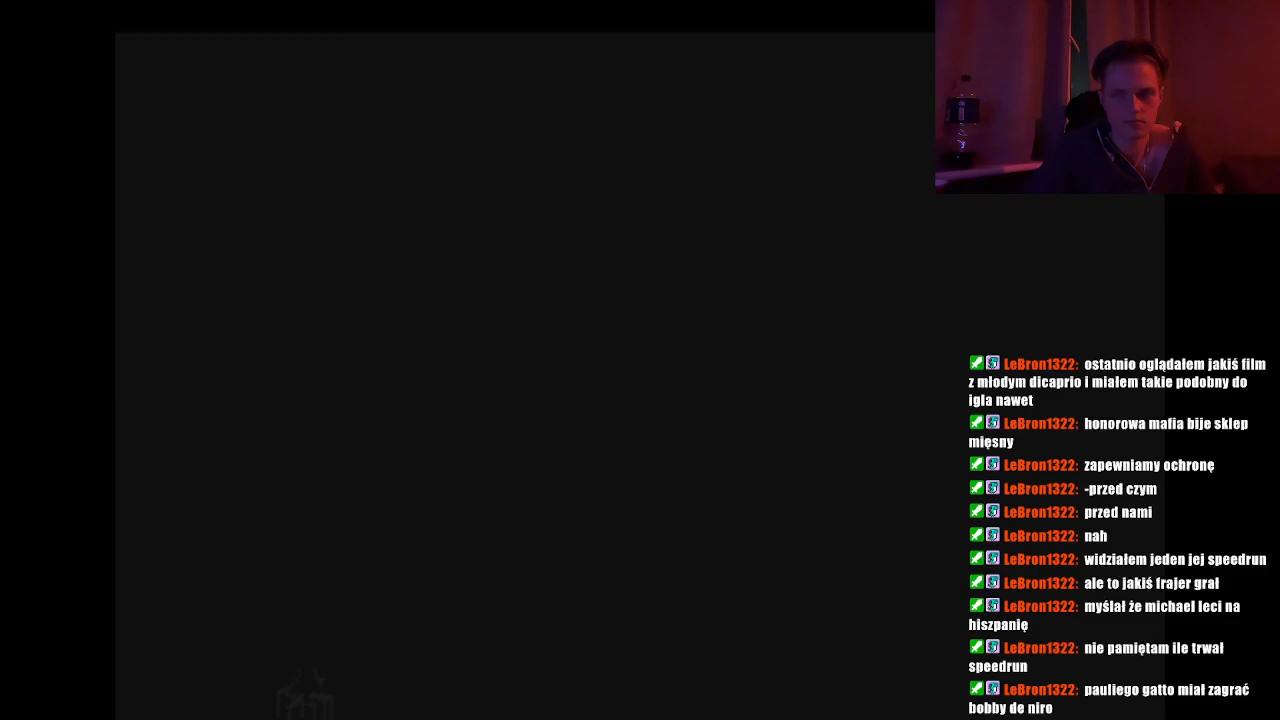 LeBron1322: ostatnio oglądałem jakiś film
z młodym dicaprio i miałem takie podobny do
igla nawet
LeBron1322: honorowa mafia bije sklep
mięsny
LeBron1322: zapewniamy ochronę
LeBron1322: -przed czym
LeBron1322: przed nami
LeBron1322: nah
LeBron1322: widziałem jeden jej speedrun
LeBron1322: ale to jakiś frajer grał
LeBron1322: myślał że michael leci na
hiszpanię
LeBron1322: nie pamiętam ile trwał
speedrun
LeBron1322: pauliego gatto miał zagrać
bobby de niro